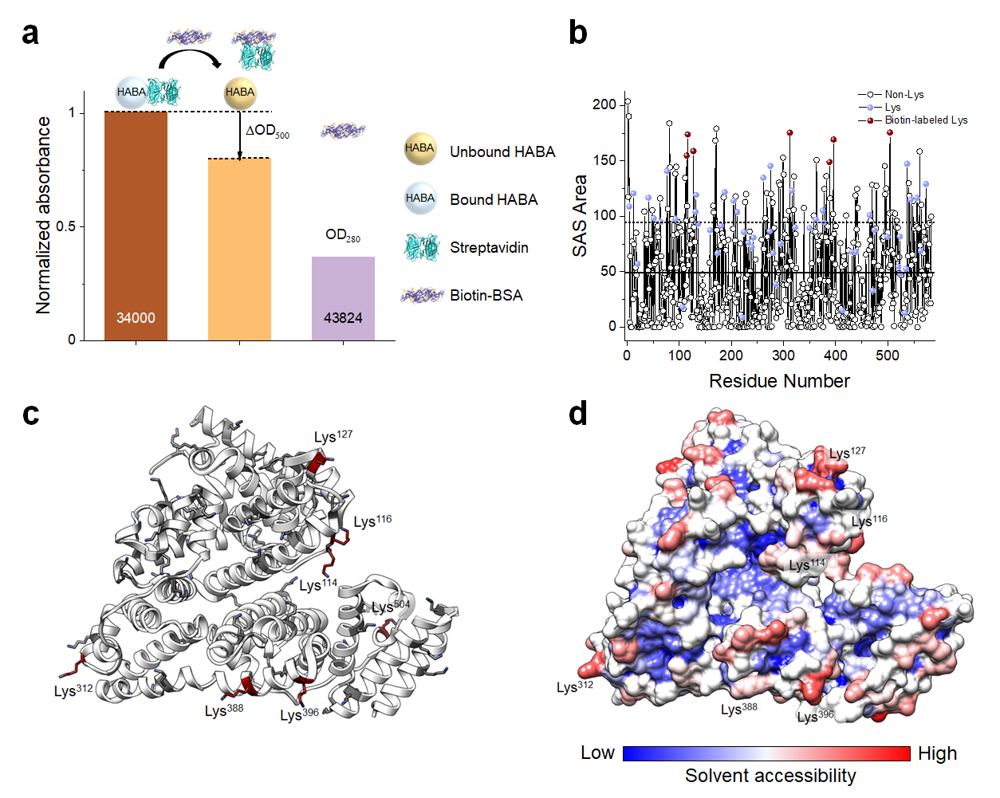 a
HABA
HABA
ΔOD500
Normalized absorbance
1
0.5
0
34000
OD280
43824
HABA
Unbound HABA
HABA
Bound HABA
Streptavidin
Biotin-BSA
b
Non-Lys
Lys
Biotin-labeled Lys
SAS Area
200
150
100
50
0
0 100 200 300 400 500
Residue Number
c
Lys127
Lys116
Lys114
Lys504
Lys312
Lys388
Lys396
d
Lys127
Lys116
Lys114
Lys312
Lys388
Lys396
Low High
Solvent accessibility